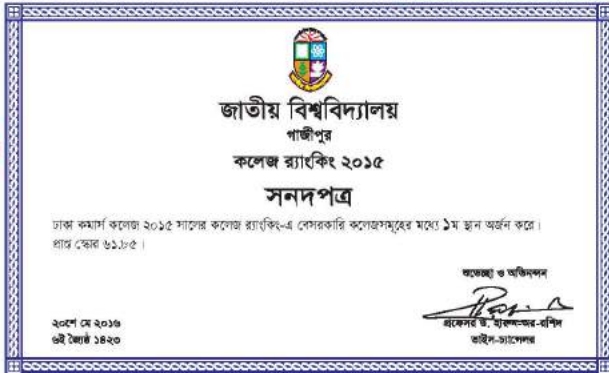 জাতীয় বিশ্ববিদ্যালয়
গাজীপুর
কলেজ র‍্যাংকিং ২০১৫
সনদপত্র
ঢাকা কমার্স কলেজ ২০১৫ সালের কলেজ র‍্যাংকিং-এ বেসরকারি কলেজসমূহের মধ্যে ১ম স্থান অর্জন করে।
প্রাপ্ত স্কোর ৬১.৮৫।
শুভেচ্ছা ও অভিনন্দন
প্রফেসর ড. হারুন-অর-রশিদ
ভাইস-চ্যান্সেলর
২০শে মে ২০১৬
৬ই জ্যৈষ্ঠ ১৪২৩